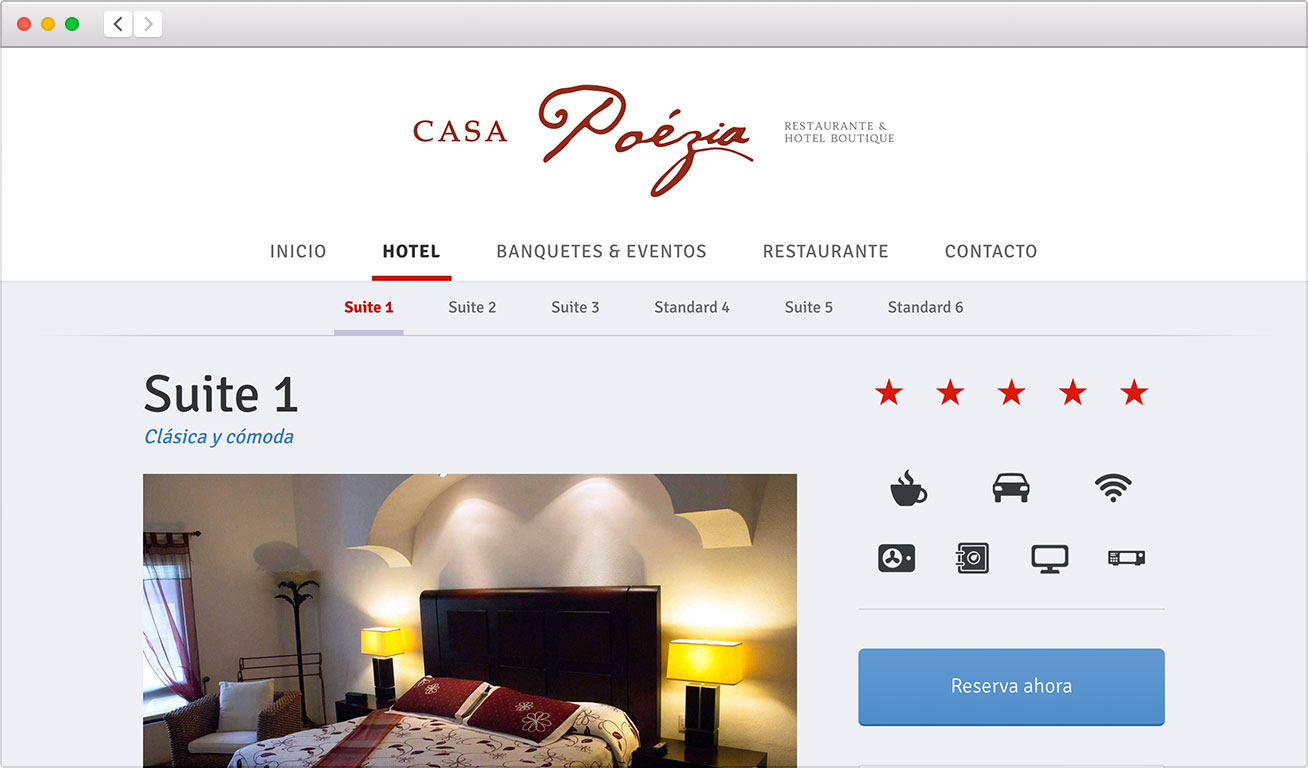 CASA Poézia RESTAURANTE &
HOTEL BOUTIQUE
INICIO HOTEL BANQUETES & EVENTOS RESTAURANTE CONTACTO
Suite 1 Suite 2 Suite 3 Standard 4 Suite 5 Standard 6
Suite 1
Clásica y cómoda
Reserva ahora